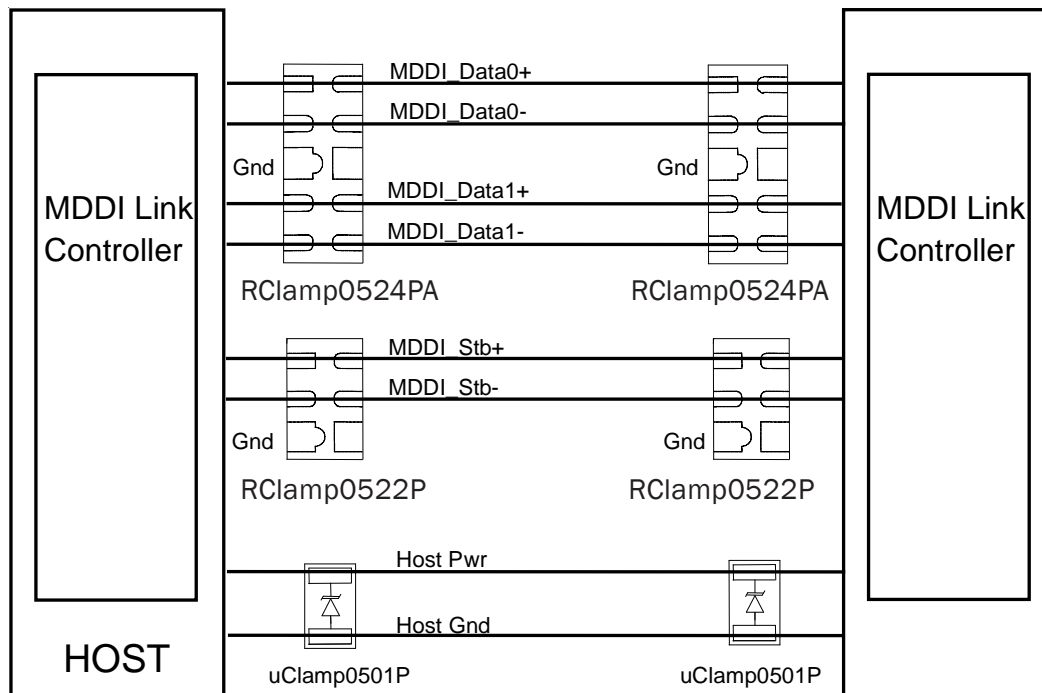 MDDI_Data0+
MDDI_Data0-
Gnd
Gnd
MDDI_Data1+
MDDI_Data1-
MDDI Link
Controller
MDDI Link
Controller
RClamp0524PA
RClamp0524PA
MDDI_Stb+
MDDI_Stb-
Gnd
Gnd
RClamp0522P
RClamp0522P
Host Pwr
Host Gnd
HOST
uClamp0501P
uClamp0501P